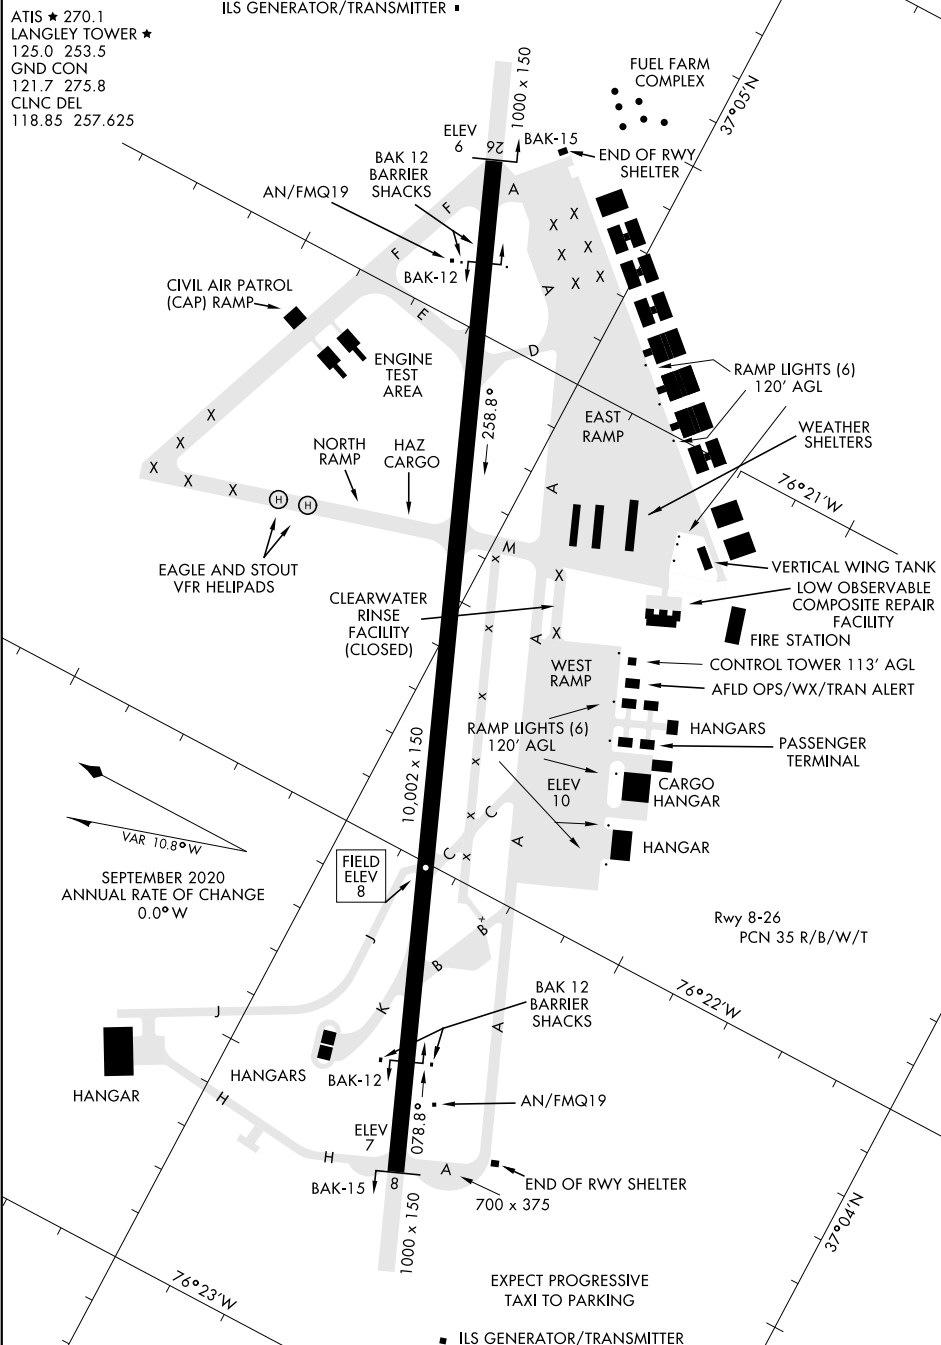 ILS GENERATOR/TRANSMITTER
ATIS ★ 270.1
LANGLEY TOWER ★
125.0 253.5
GND CON
121.7 275.8
CLNC DEL
118.85 257.625
FUEL FARM
COMPLEX
37°05'N
1000 x 150
ELEV
6
26
BAK-15
END OF RWY
SHELTER
BAK 12
BARRIER
SHACKS
AN/FMQ19
A
F
X
X
F
X
X
BAK-12
X
X
A
CIVIL AIR PATROL
(CAP) RAMP
E
D
ENGINE
TEST
AREA
RAMP LIGHTS (6)
120' AGL
258.8°
EAST
RAMP
WEATHER
SHELTERS
X
X
NORTH
RAMP
HAZ
CARGO
X
X
X
A
76°21'W
H
H
M
EAGLE AND STOUT
VFR HELIPADS
x
X
VERTICAL WING TANK
LOW OBSERVABLE
COMPOSITE REPAIR
FACILITY
CLEARWATER
RINSE
FACILITY
(CLOSED)
x
A
X
FIRE STATION
WEST
RAMP
CONTROL TOWER 113' AGL
AFLD OPS/WX/TRAN ALERT
x
RAMP LIGHTS (6)
120' AGL
HANGARS
PASSENGER
TERMINAL
10,002 x 150
x
ELEV
10
CARGO
HANGAR
x
C
VAR 10.8° W
A
C
x
HANGAR
FIELD
ELEV
8
SEPTEMBER 2020
ANNUAL RATE OF CHANGE
0.0° W
Rwy 8-26
PCN 35 R/B/W/T
J
B+
B
76°22'W
BAK 12
BARRIER
SHACKS
J
K
A
HANGARS
BAK-12
HANGAR
H
078.8°
AN/FMQ19
ELEV
7
H
A
BAK-15
8
END OF RWY SHELTER
700 x 375
1000 x 150
37°04'N
76°23'W
EXPECT PROGRESSIVE
TAXI TO PARKING
ILS GENERATOR/TRANSMITTER